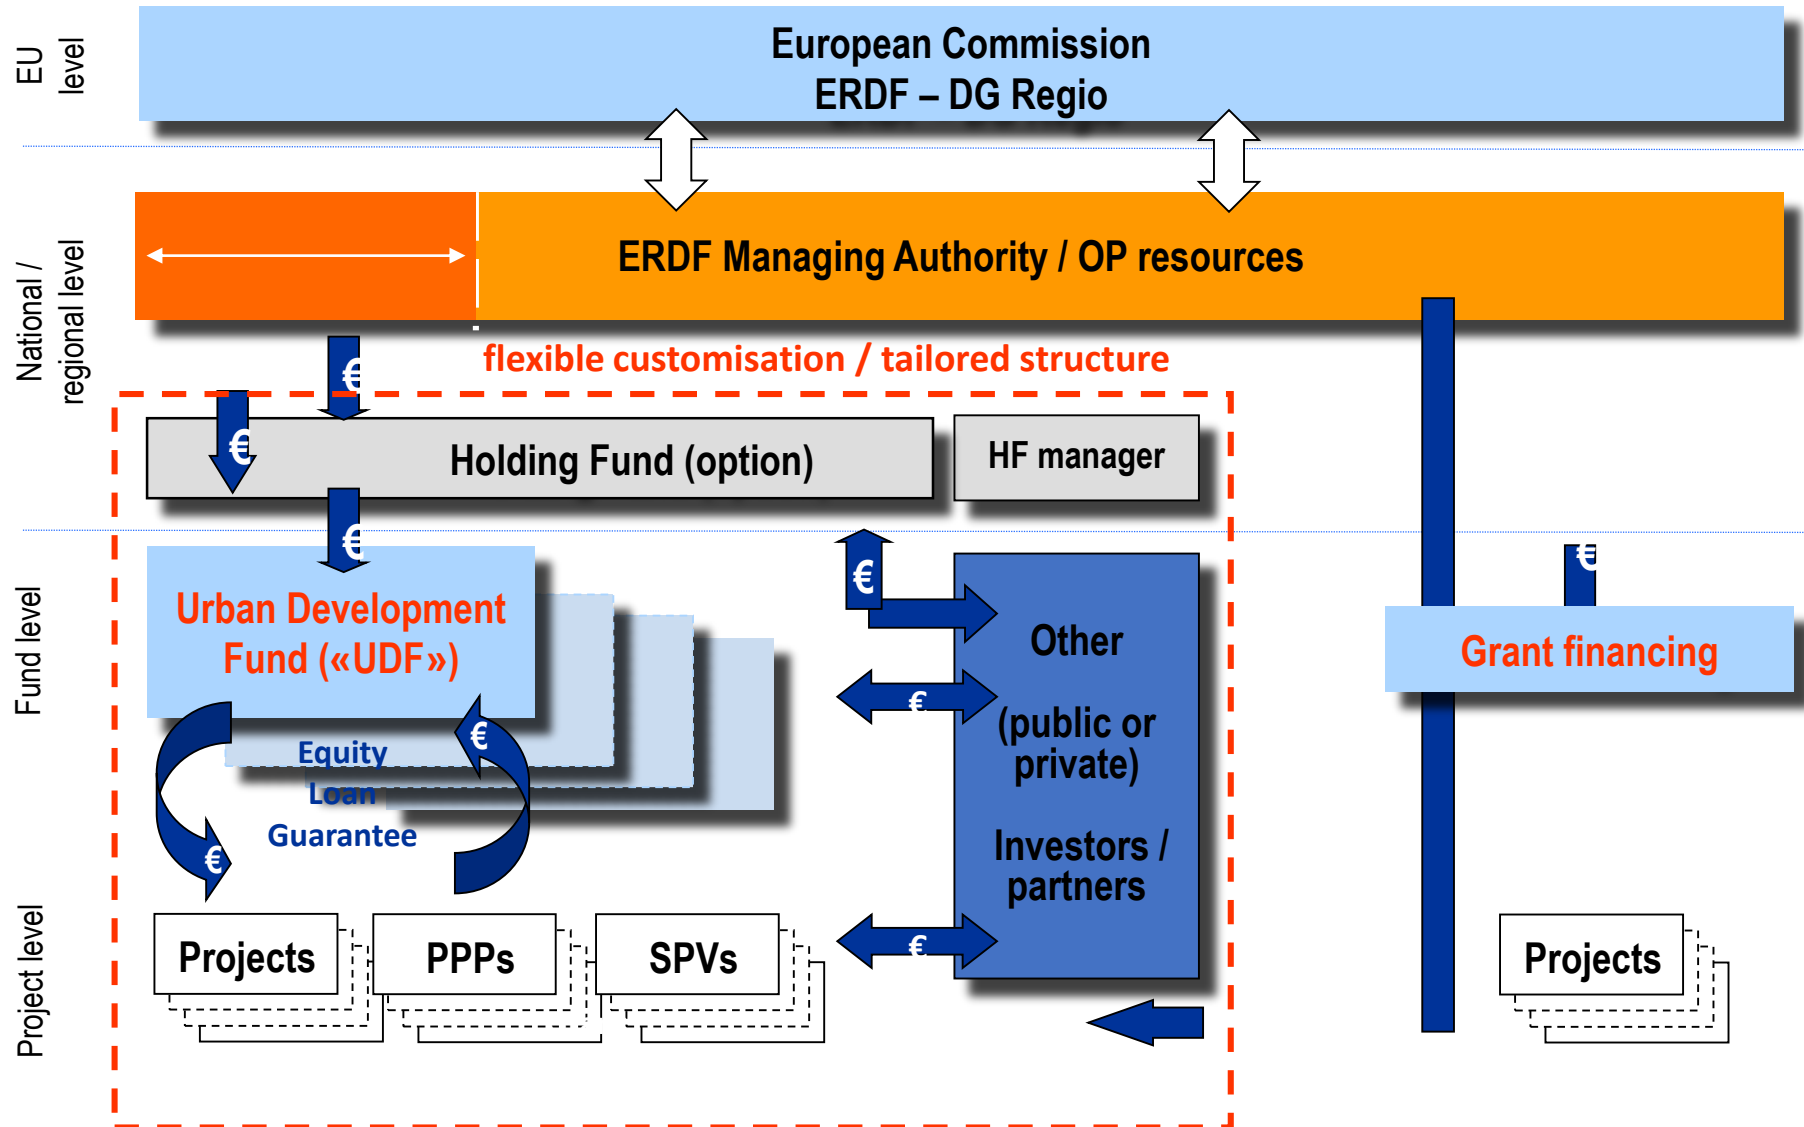 EU
level
European Commission
ERDF – DG Regio
National /
regional level
ERDF Managing Authority / OP resources
flexible customisation / tailored structure
€
€
Holding Fund (option)
HF manager
€
Fund level
Urban Development
Fund («UDF»)
€
€
Other
(public or
private)
Investors /
partners
€
Grant financing
€
Equity
Loan
Guarantee
€
Project level
Projects
PPPs
SPVs
€
Projects